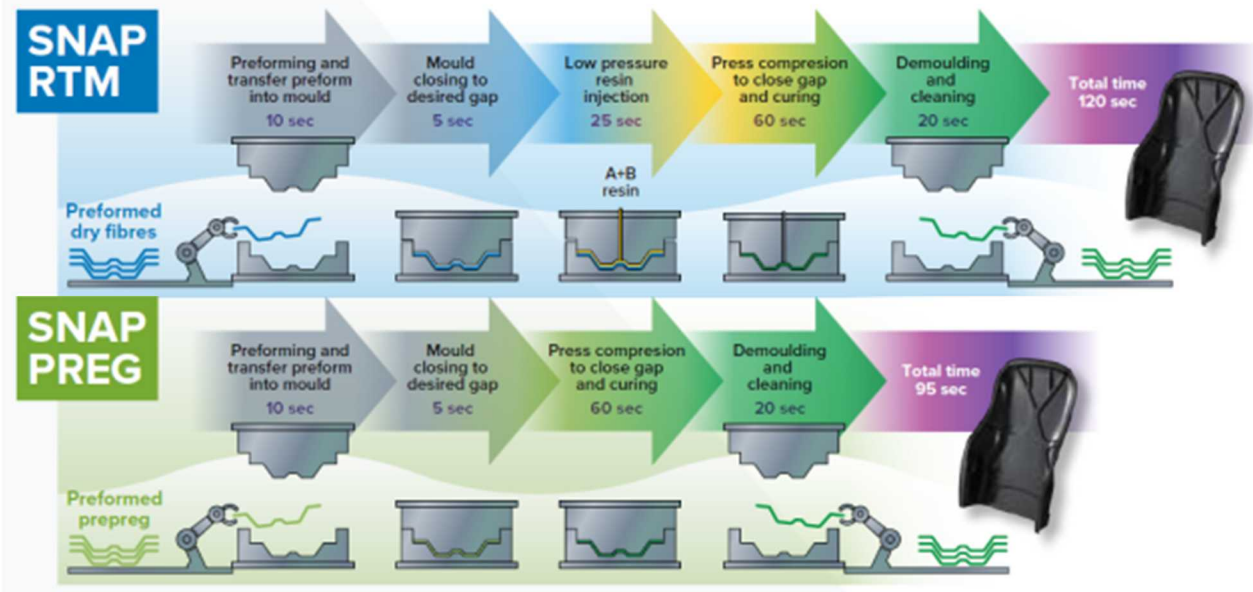 SNAP
RTM
Preforming and
transfer preform
into mould
10 sec
Mould
closing to
desired gap
5 sec
Low pressure
resin
injection
25 sec
Press compresion
to close gap
and curing
60 sec
Demoulding
and
cleaning
20 sec
Total time
120 sec
A+B
resin
Preformed
dry fibres
SNAP
PREG
Preforming and
transfer preform
into mould
10 sec
Mould
closing to
desired gap
5 sec
Press compresion
to close gap
and curing
60 sec
Demoulding
and
cleaning
20 sec
Total time
95 sec
Preformed
prepreg